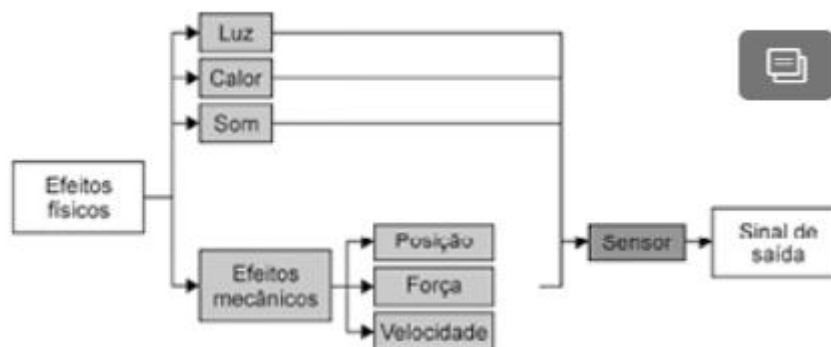 Luz
Calor
Som
Efeitos
físicos
Efeitos
mecânicos
Posição
Força
Velocidade
Sensor
Sinal de
saída